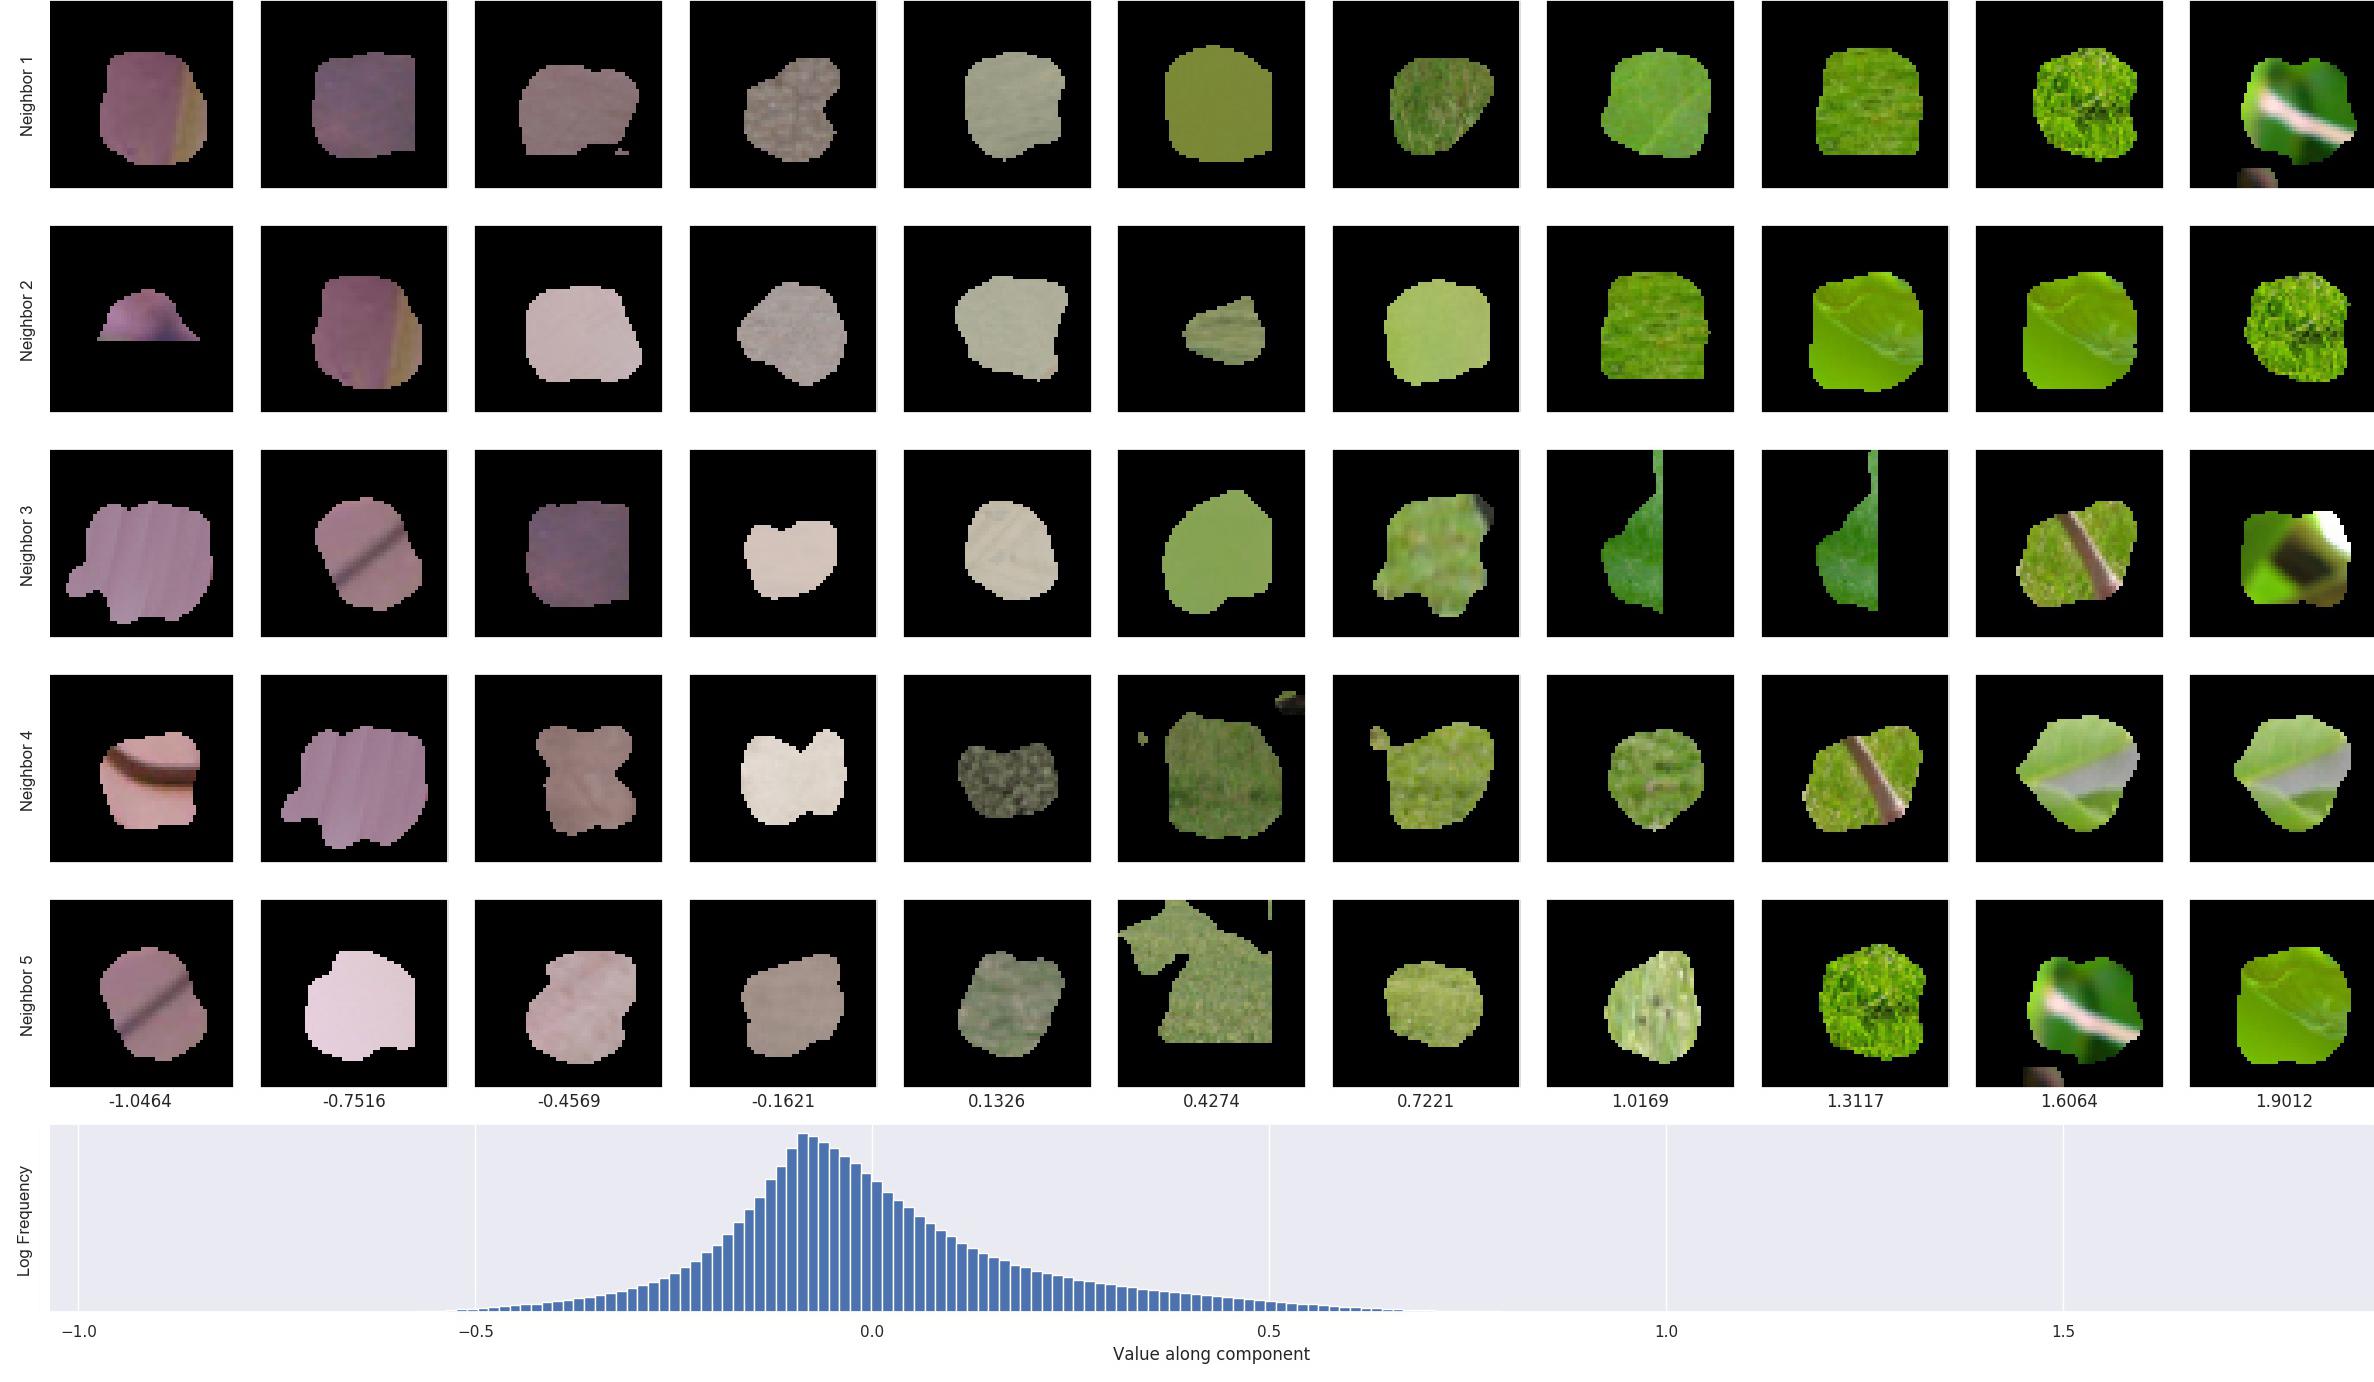 Neighbor 1
Neighbor 2
Neighbor 3
Neighbor 4
Neighbor 5
-1.0464 -0.7516 -0.4569 -0.1621 0.1326 0.4274 0.7221 1.0169 1.3117 1.6064 1.9012
Log Frequency
−1.0 −0.5 0.0 0.5 1.0 1.5
Value along component